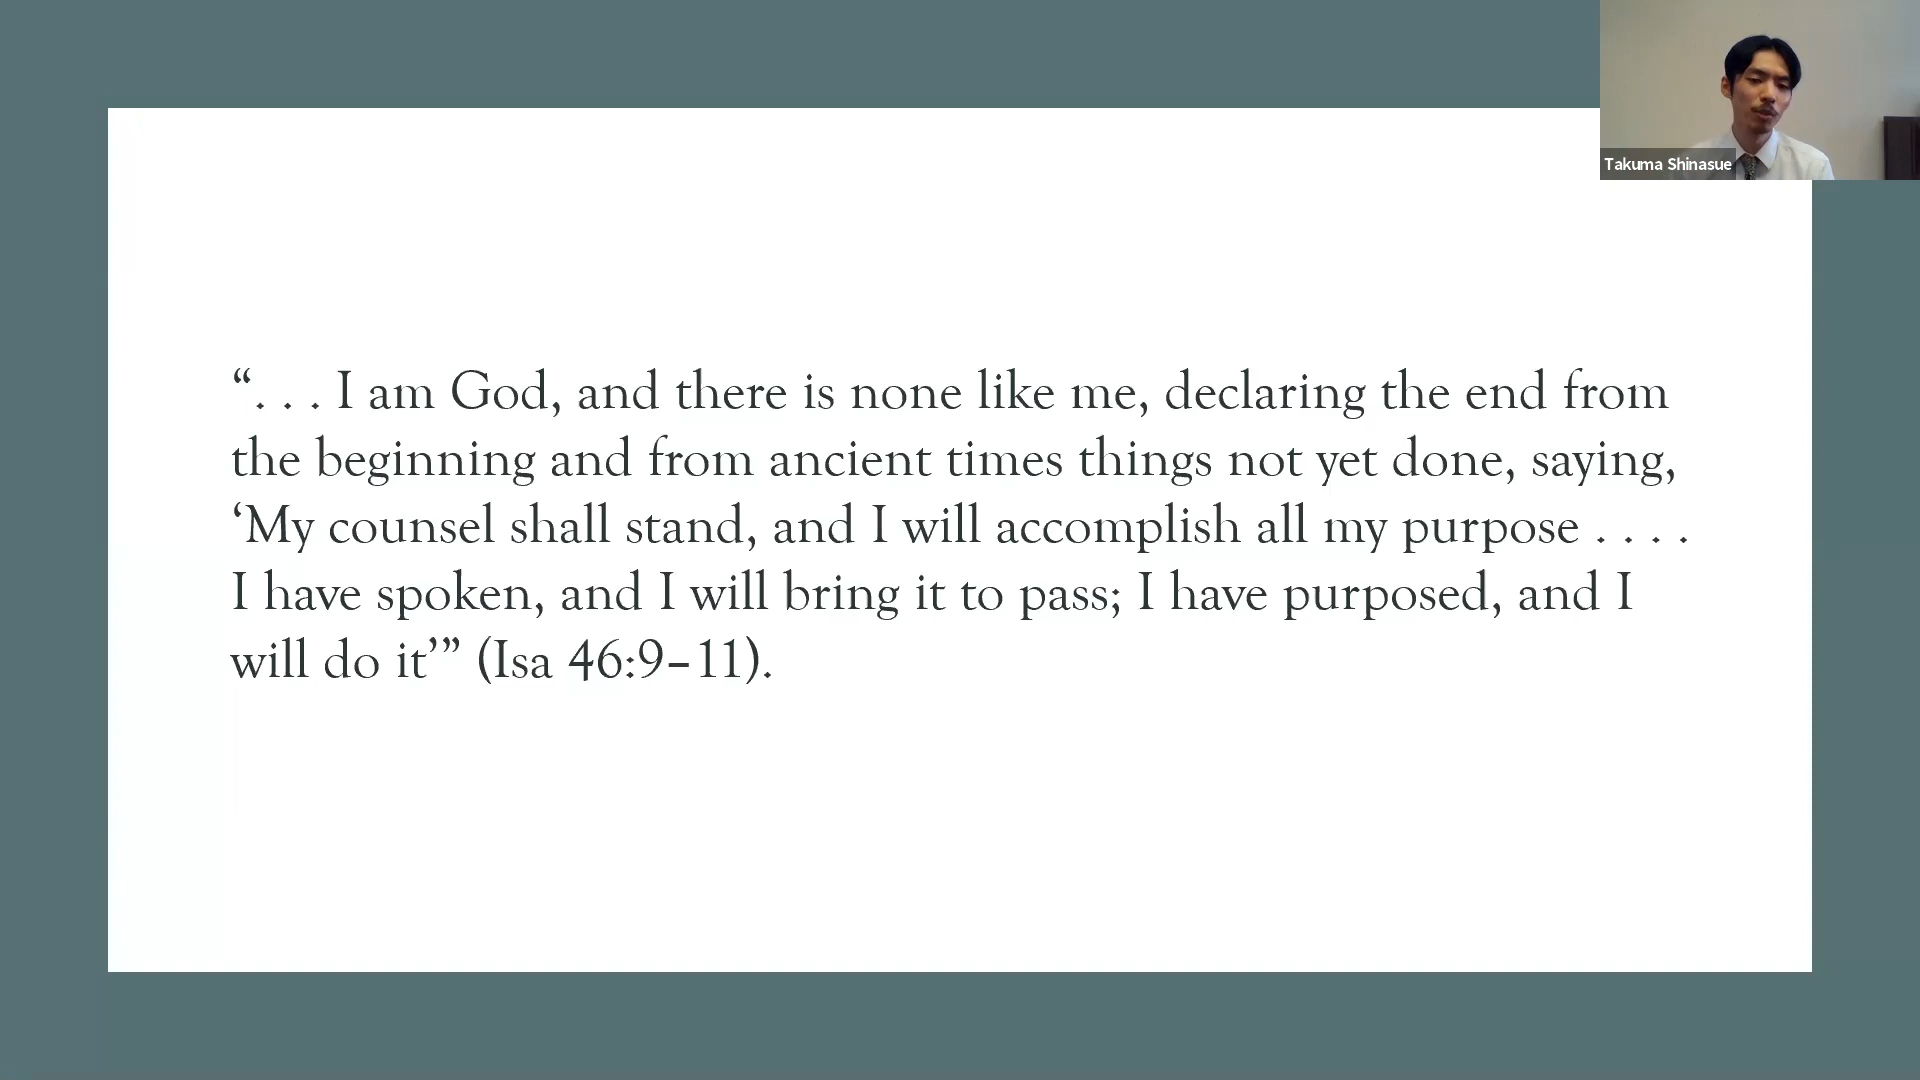 Takuma Shinasue
“. . . I am God, and there is none like me, declaring the end from
the beginning and from ancient times things not yet done, saying,
‘My counsel shall stand, and I will accomplish all my purpose . . . .
I have spoken, and I will bring it to pass; I have purposed, and I
will do it’” (Isa 46:9–11).